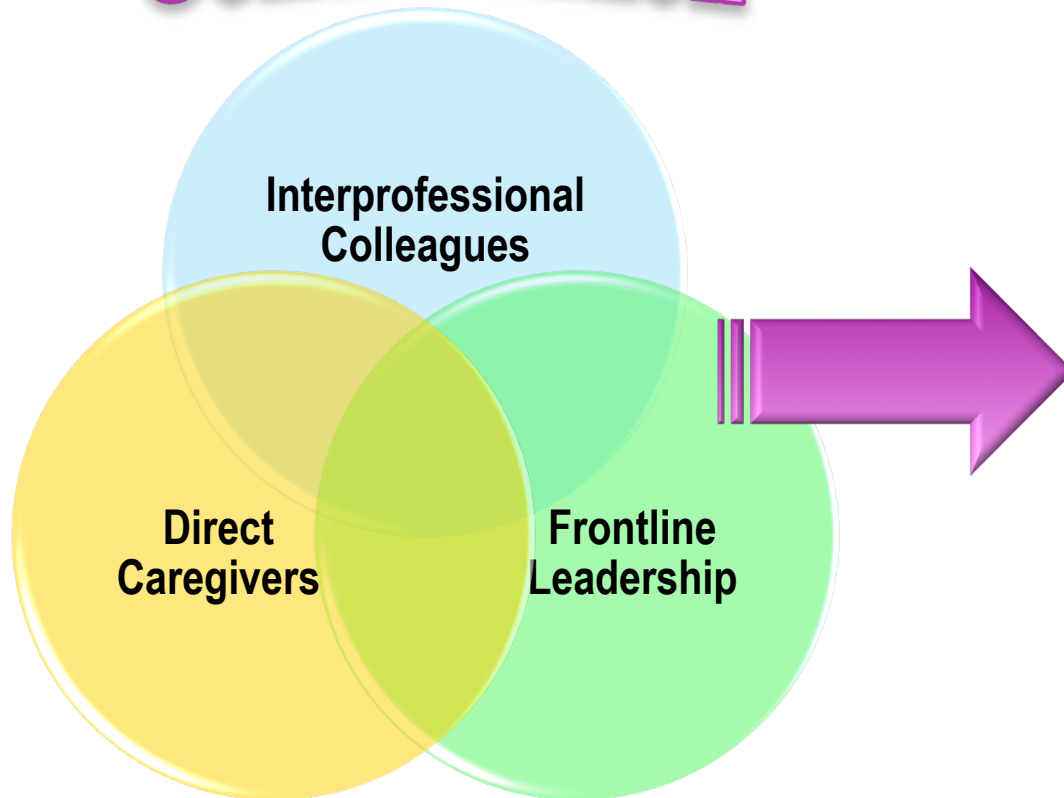 Interprofessional
Colleagues
Direct
Caregivers
Frontline
Leadership